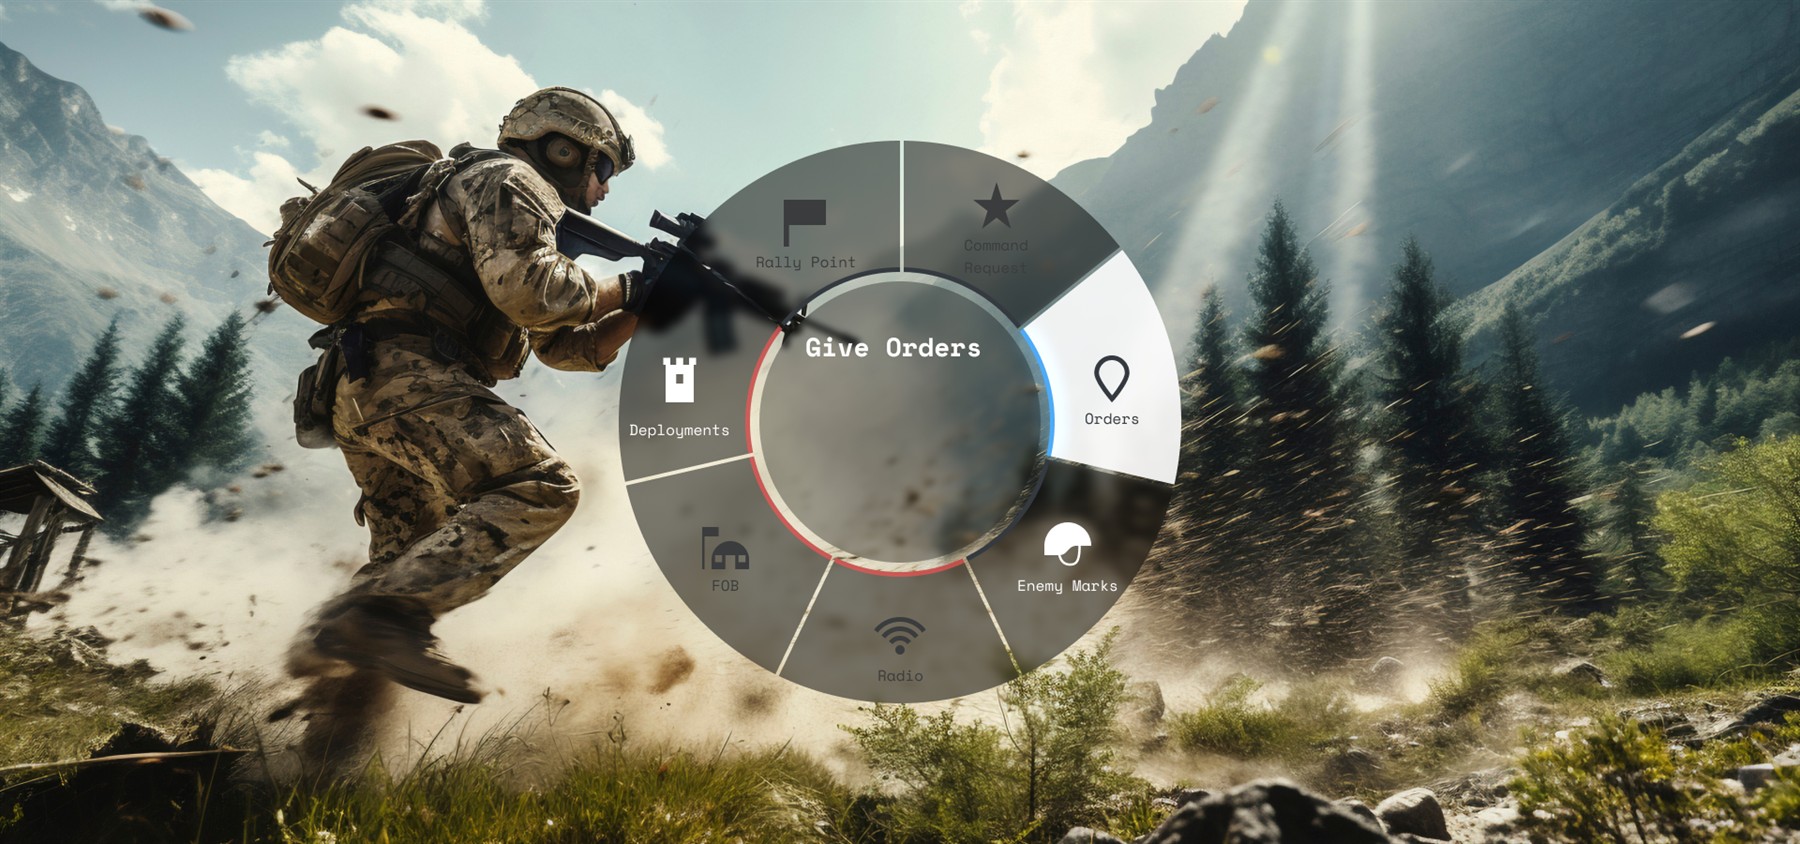 Rally Point
Command
Request
Give Orders
Deployments
Orders
FOB
Enemy Marks
Radio